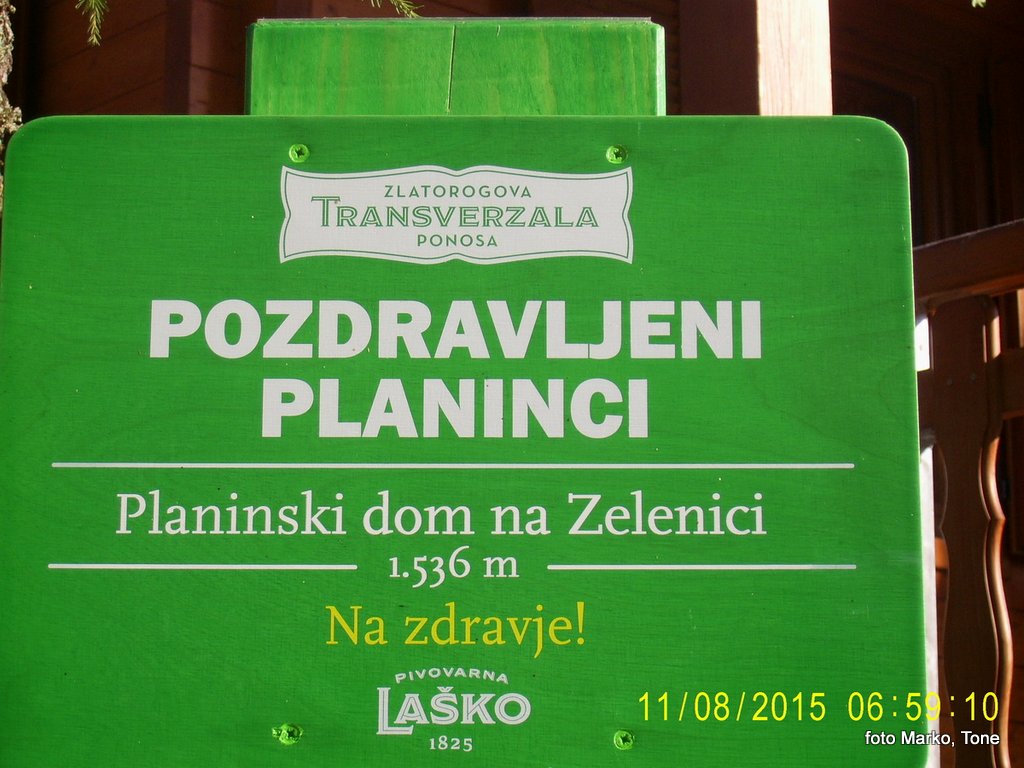 ZLATOROGOVA
TRANSVERZALA
PONOSA
POZDRAVLJENI
PLANINCI
Planinski dom na Zelenici
1.536 m
Na zdravje!
PIVOVARNA
LAŠKO
1825
11/08/2015 06:59:10
foto Marko, Tone